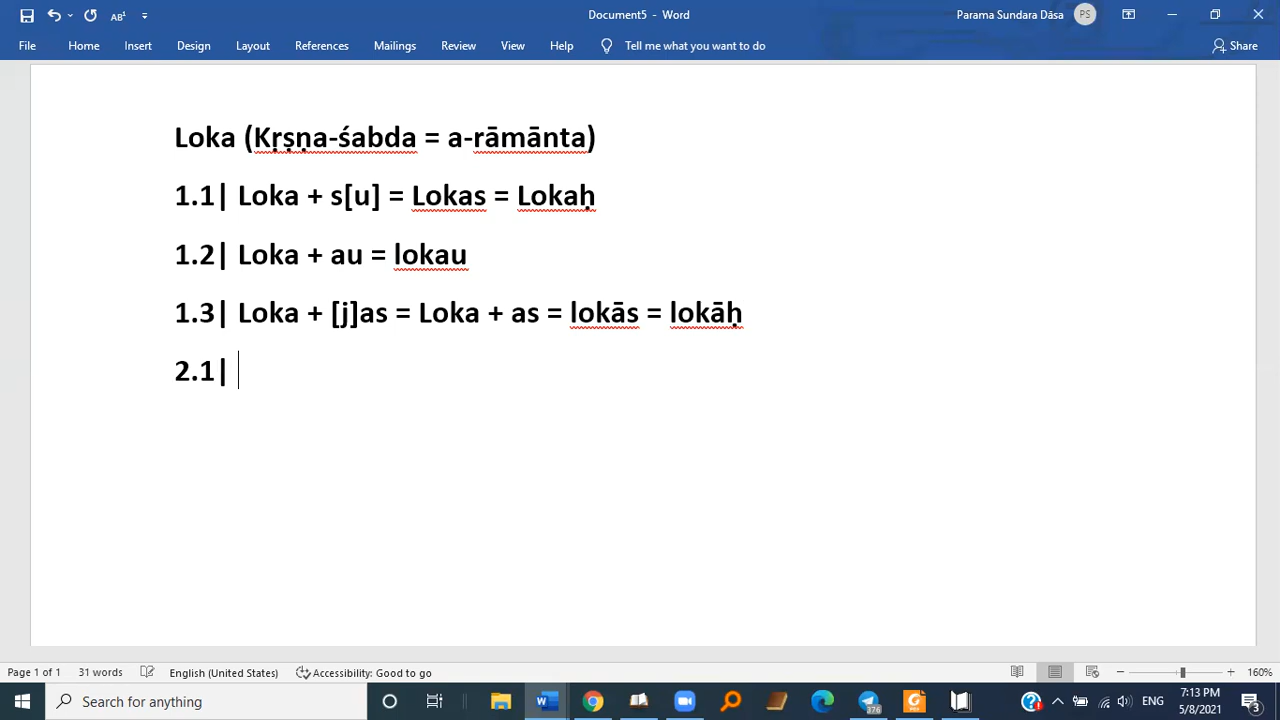 Document5 - Word
Parama Sundara Dāsa
PS
File Home Insert Design Layout References Mailings Review View Help Tell me what you want to do Share
Loka (Kṛṣṇa-śabda = a-rāmānta)
1.1| Loka + s[u] = Lokas = Lokaḥ
1.2| Loka + au = lokau
1.3| Loka + [j]as = Loka + as = lokās = lokāḥ
2.1|
Page 1 of 1 31 words English (United States) Accessibility: Good to go 160%
Search for anything
376
ENG
7:13 PM
5/8/2021
3